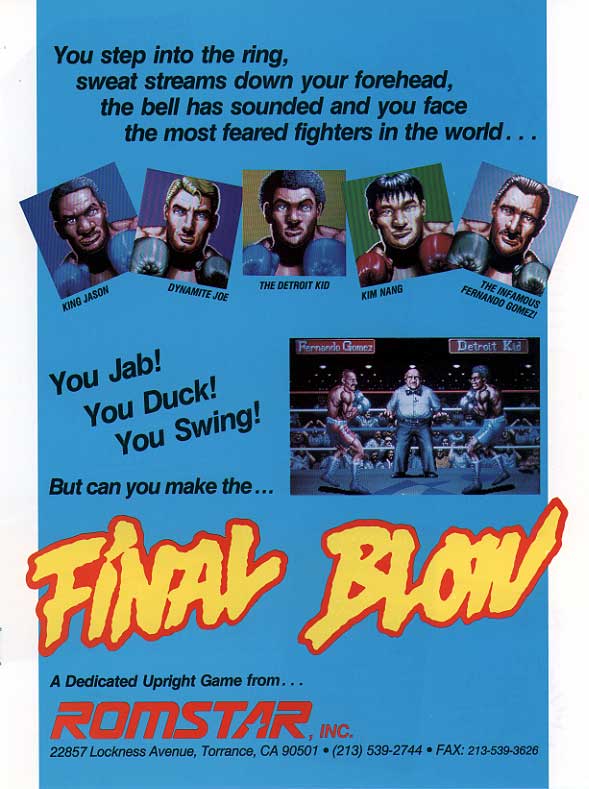 You step into the ring,
sweat streams down your forehead,
the bell has sounded and you face
the most feared fighters in the world . . .
KING JASON
DYNAMITE JOE
THE DETROIT KID
KIM NANG
THE INFAMOUS
FERNANDO GOMEZ!
You Jab!
You Duck!
You Swing!
Fernando Gomez
Detroit Kid
But can you make the . . .
FINAL BLOW
A Dedicated Upright Game from . . .
ROMSTAR, INC.
22857 Lockness Avenue, Torrance, CA 90501 • (213) 539-2744 • FAX: 213-539-3626